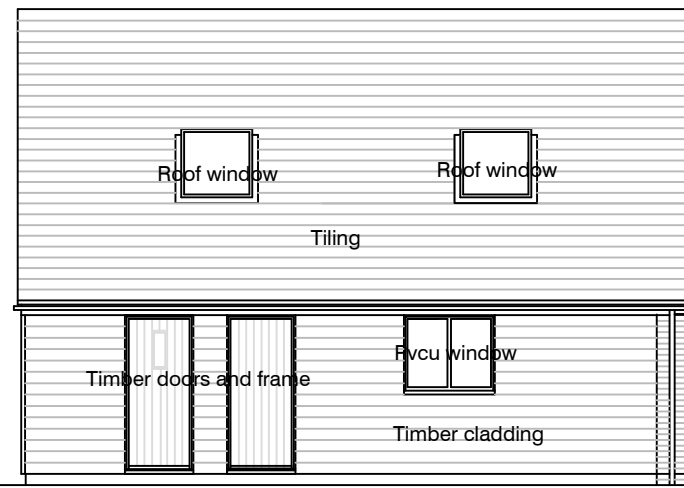 Roof window
Roof window
Tiling
Pvcu window
Timber doors and frame
Timber cladding